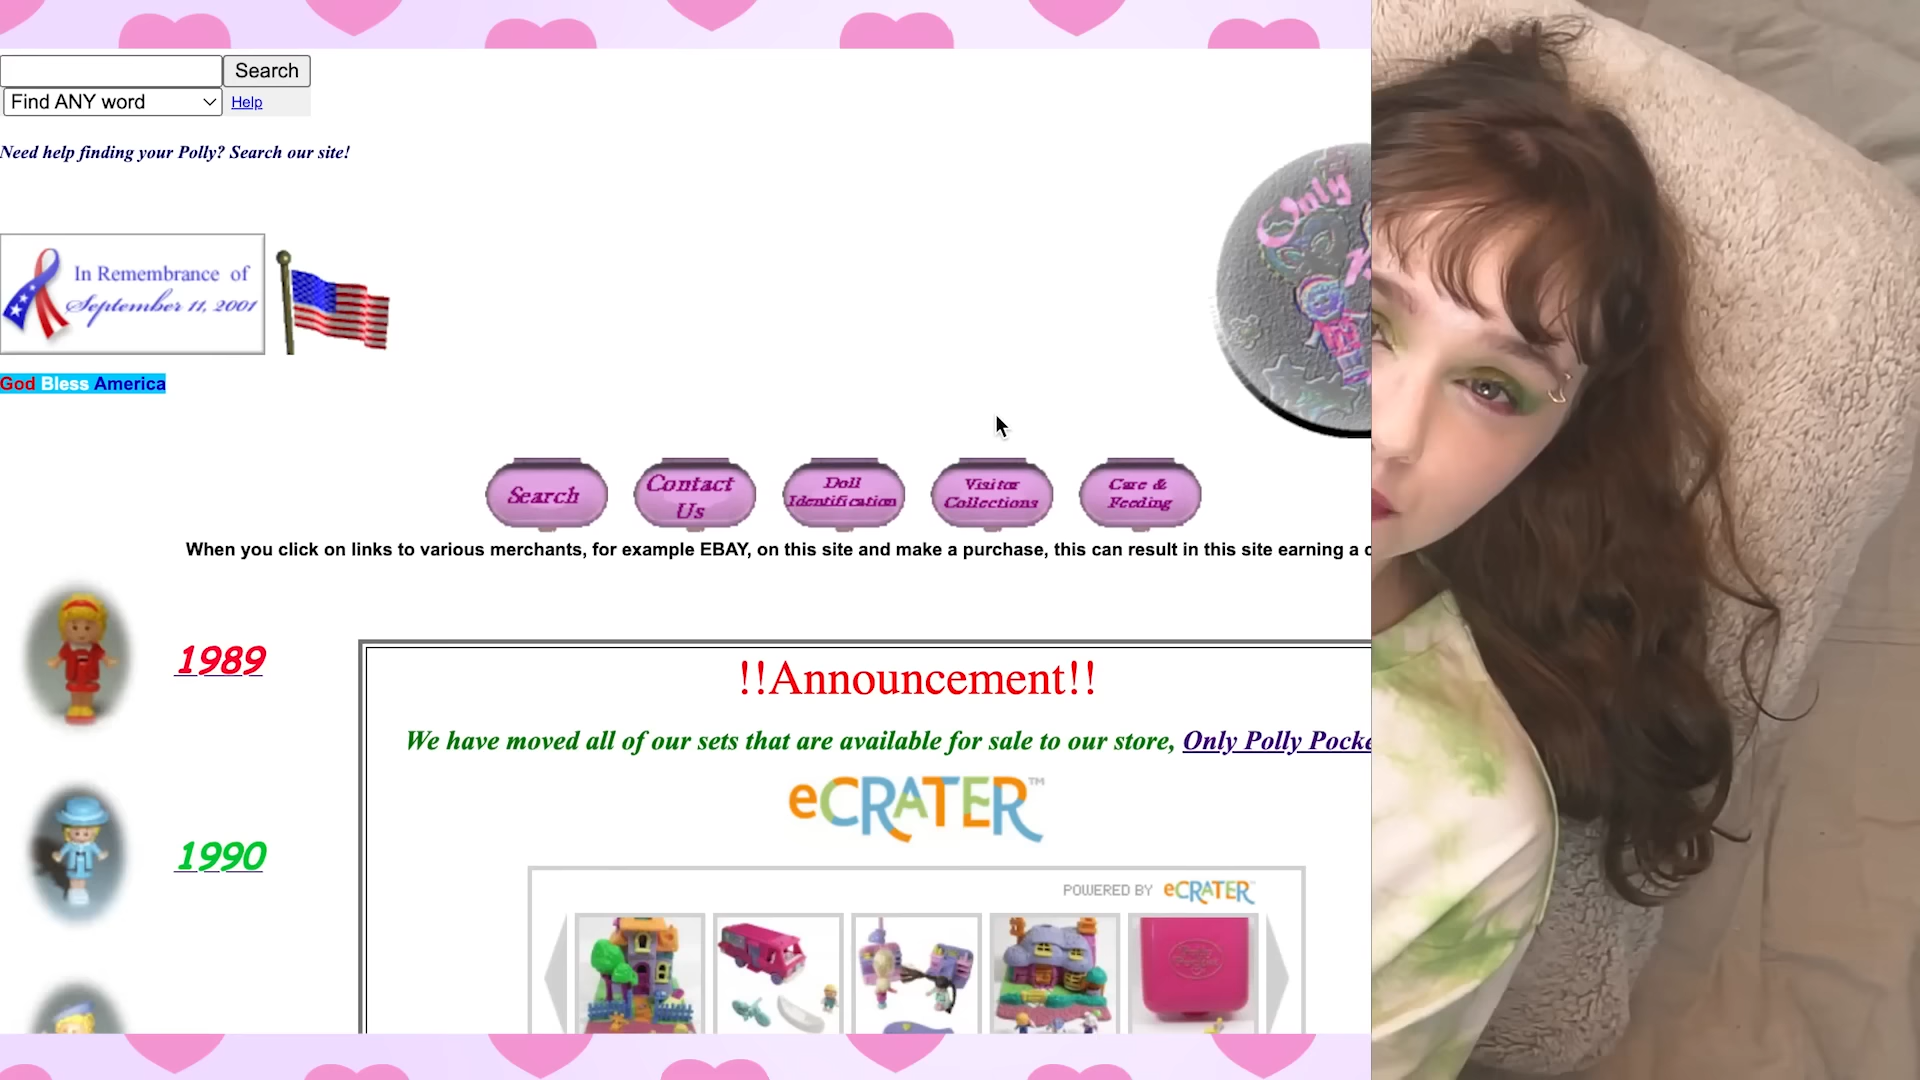 Search
Find ANY word
Help
Need help finding your Polly? Search our site!
In Remembrance of
September 11, 2001
God Bless America
Only
Search
Contact
Us
Doll
Identification
Visitor
Collections
Care &
Feeding
When you click on links to various merchants, for example EBAY, on this site and make a purchase, this can result in this site earning a
1989
!!Announcement!!
We have moved all of our sets that are available for sale to our store, Only Polly Pocke
eCRATER™
1990
POWERED BY eCRATER